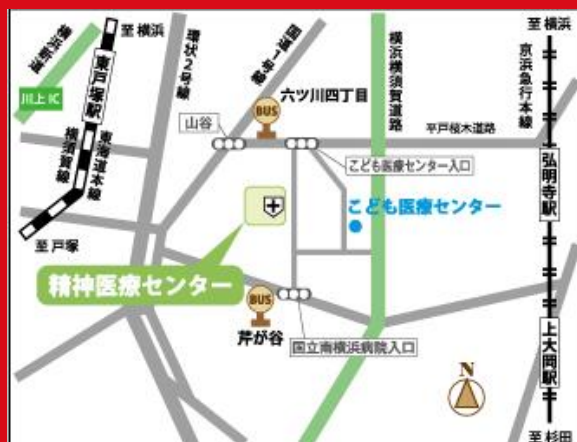 至 横浜
横浜新道
川上 IC
東戸塚駅
東海道本線
横須賀線
至 戸塚
環状2号線
国道1号線
BUS
六ツ川四丁目
山谷
横浜横須賀道路
至 横浜
京浜急行本線
平戸桜木道路
こども医療センター入口
弘明寺駅
こども医療センター
精神医療センター
BUS
芹が谷
国立南横浜病院入口
上大岡駅
N
至 杉田